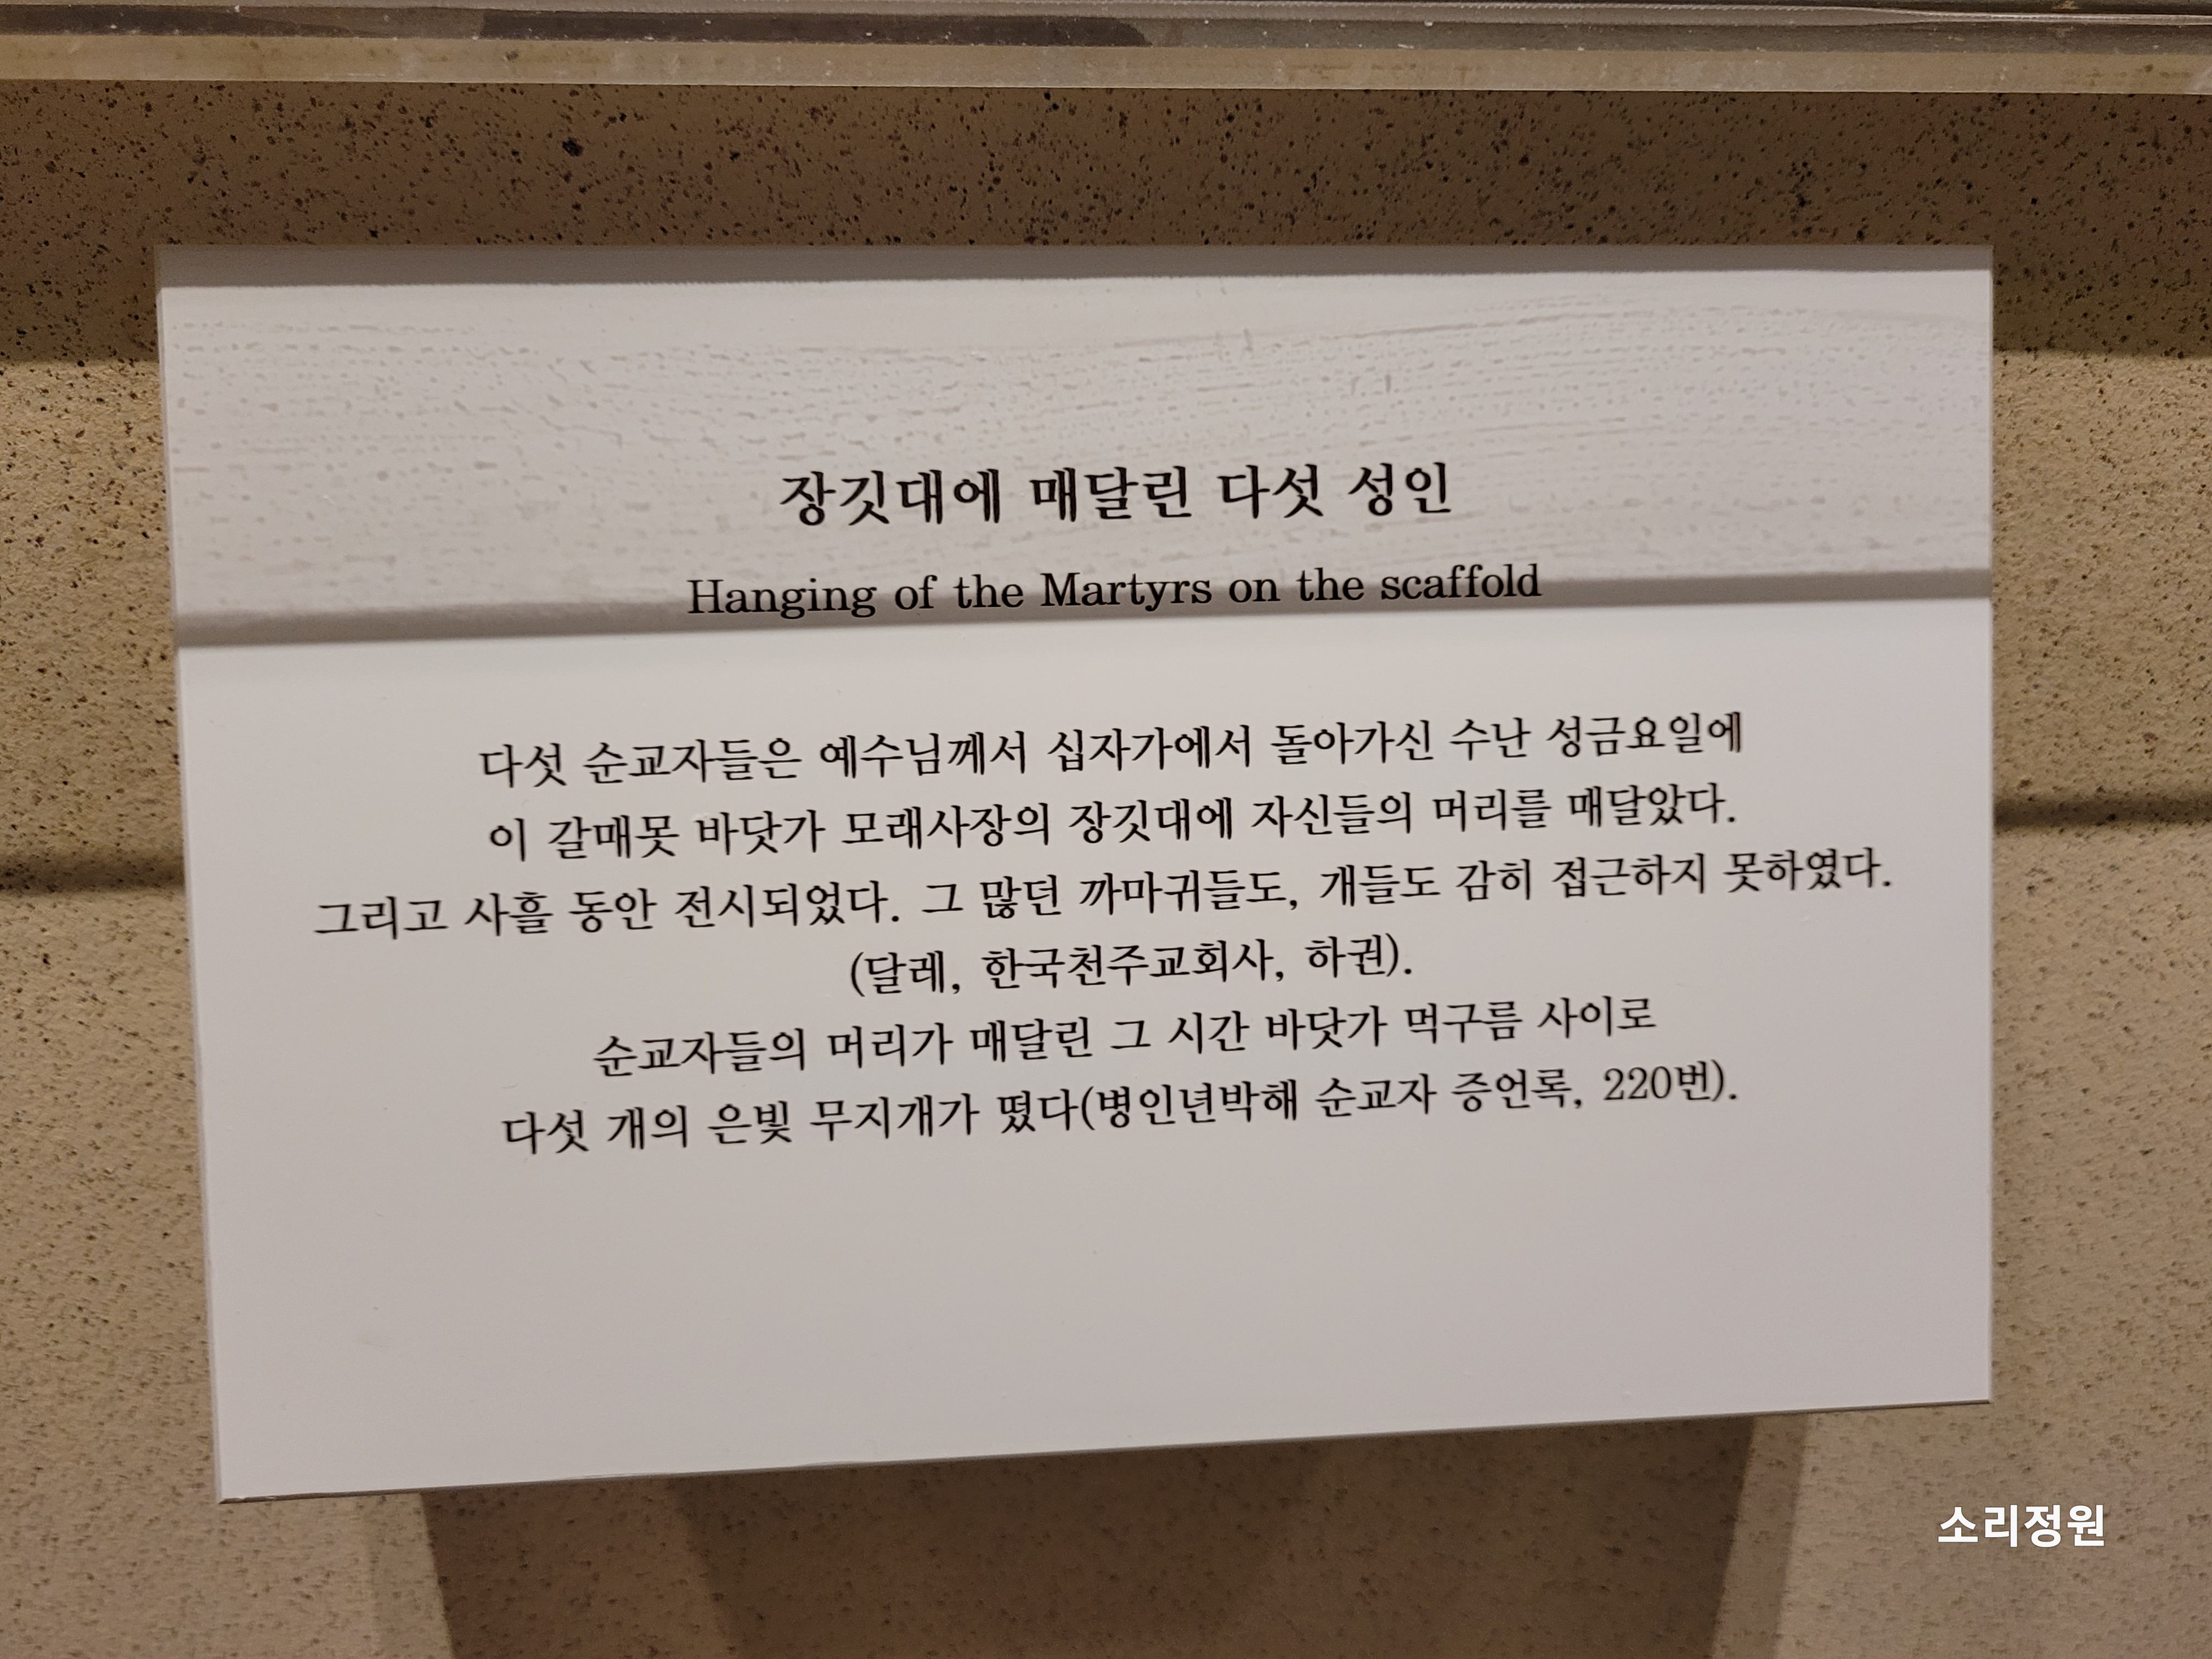 장깃대에 매달린 다섯 성인
Hanging of the Martyrs on the scaffold
다섯 순교자들은 예수님께서 십자가에서 돌아가신 수난 성금요일에
이 갈매못 바닷가 모래사장의 장깃대에 자신들의 머리를 매달았다.
그리고 사흘 동안 전시되었다. 그 많던 까마귀들도, 개들도 감히 접근하지 못하였다.
(달레, 한국천주교회사, 하권).
순교자들의 머리가 매달린 그 시간 바닷가 먹구름 사이로
다섯 개의 은빛 무지개가 떴다(병인년박해 순교자 증언록, 220번).
소리정원